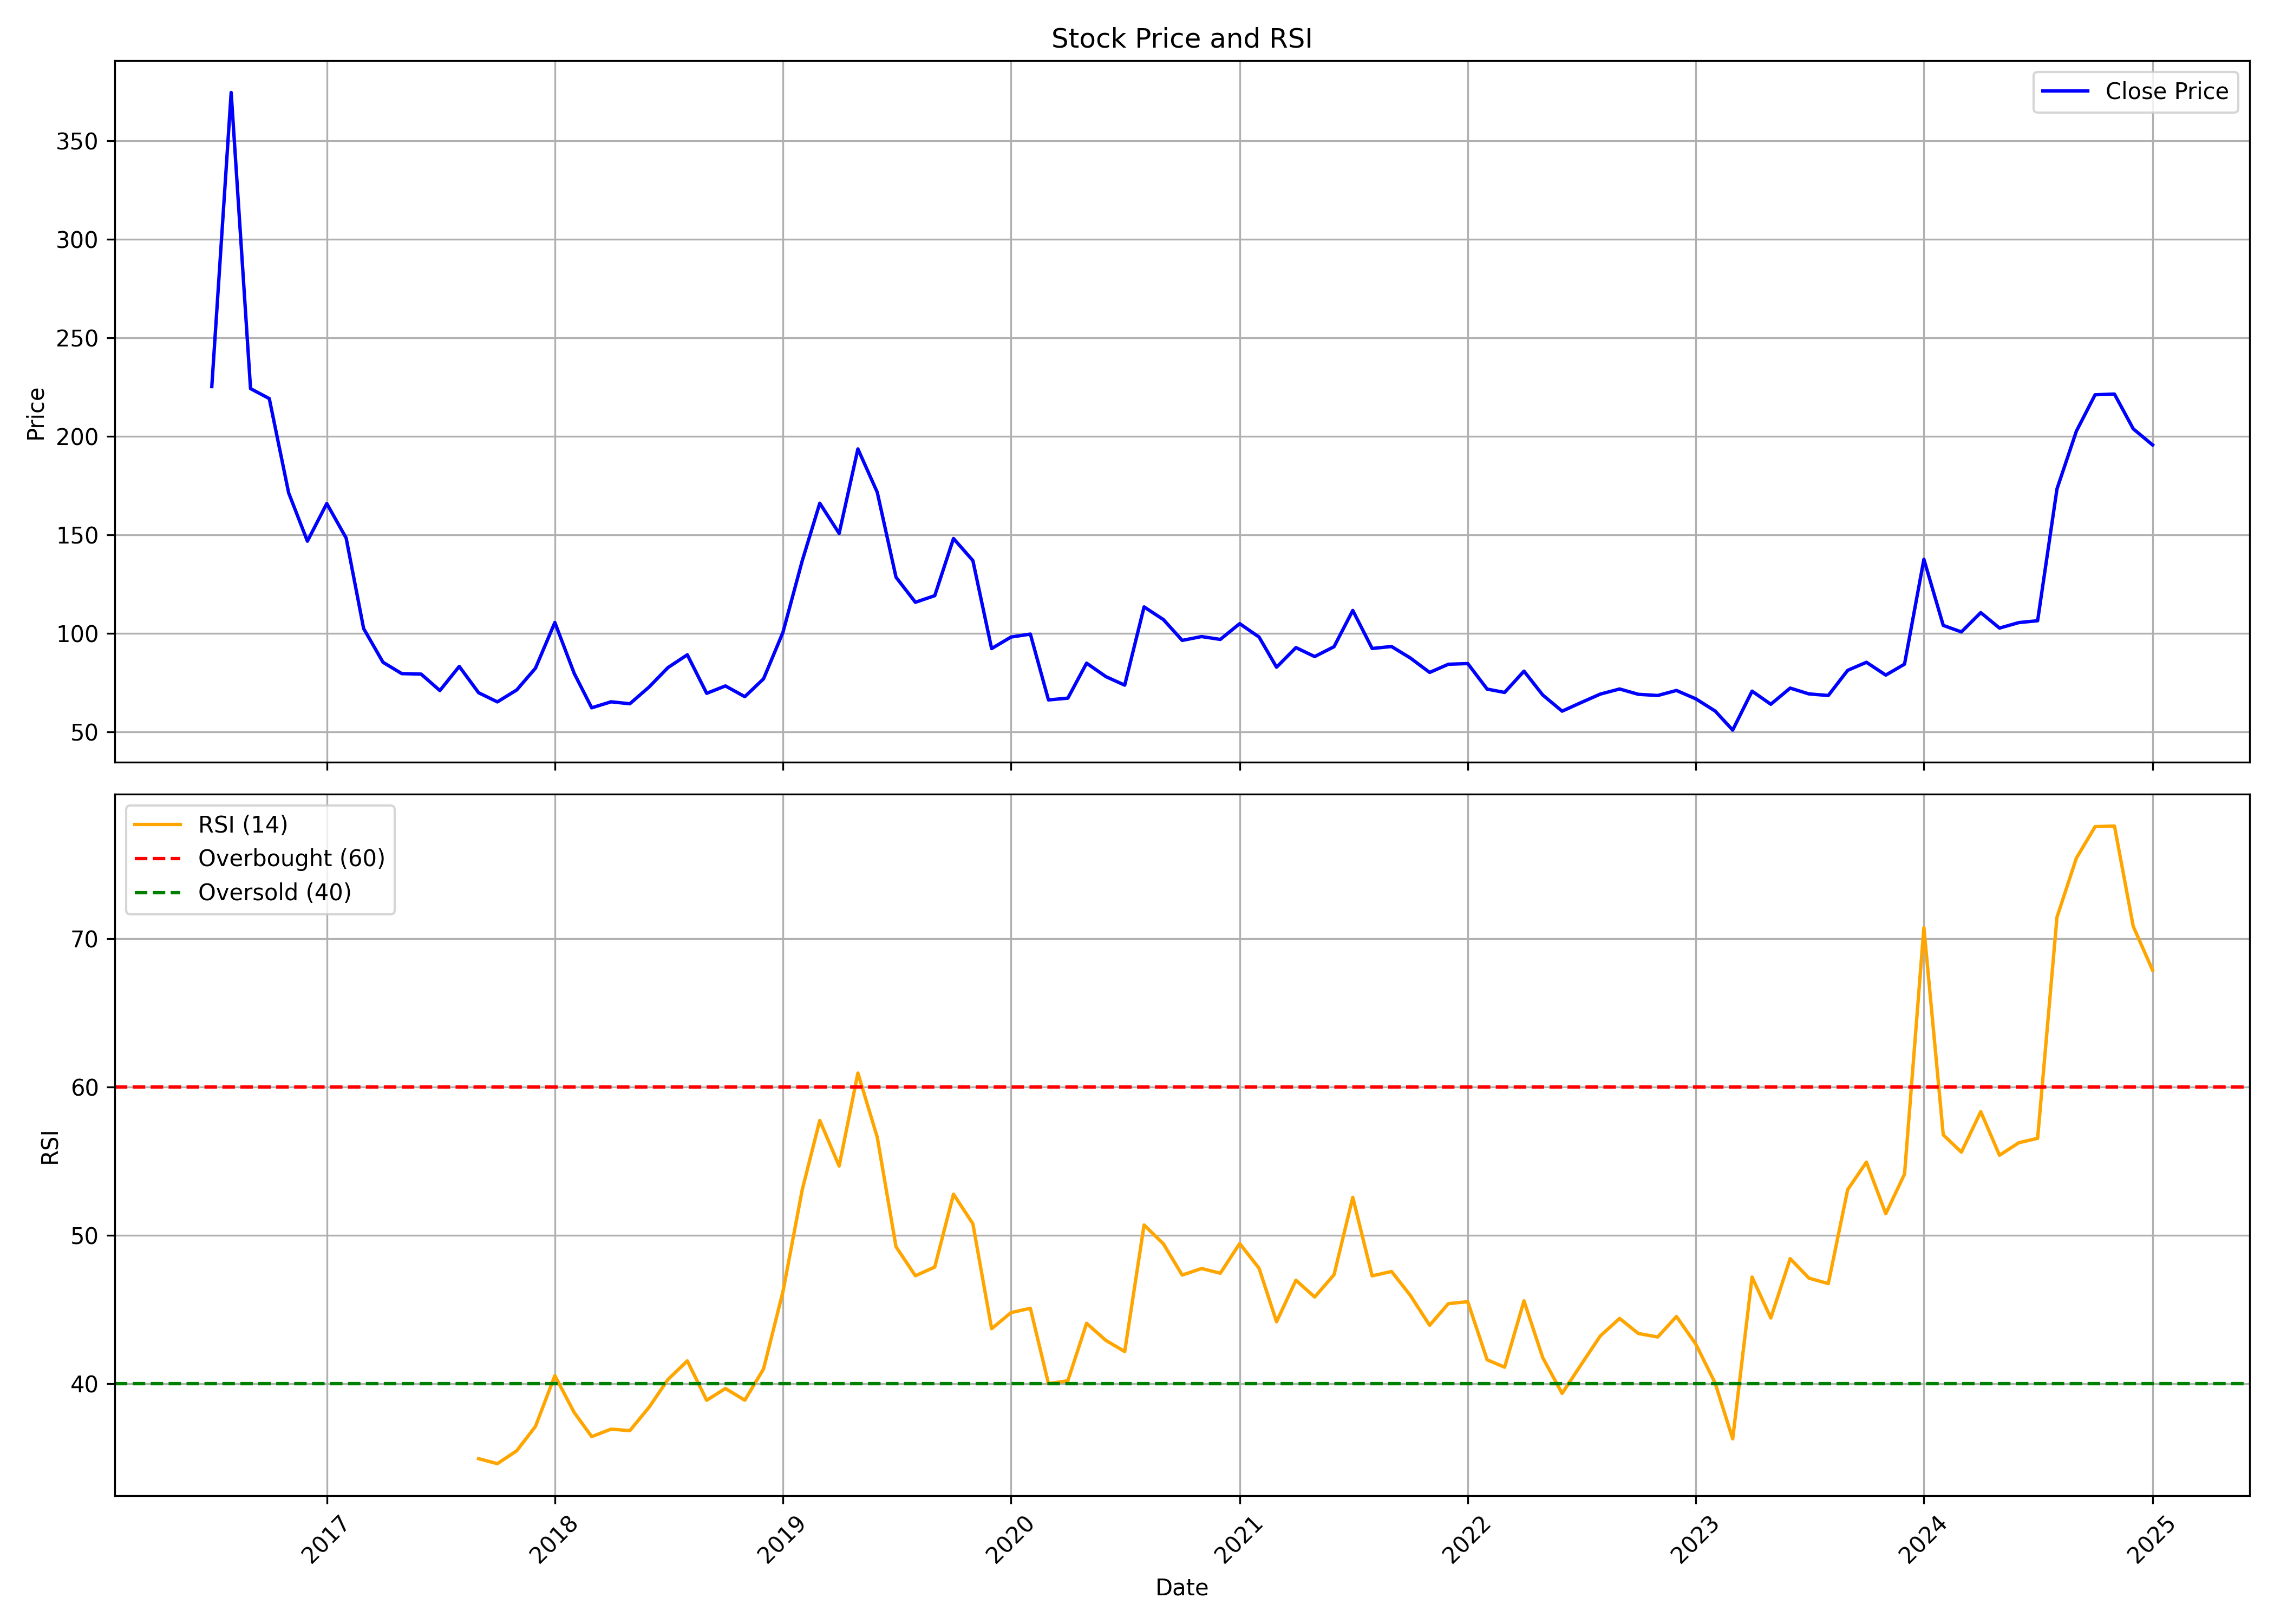 Stock Price and RSI
Close Price
350
300
250
200
150
100
50
Price
RSI (14)
Overbought (60)
Oversold (40)
70
60
50
40
RSI
2017
2018
2019
2020
2021
2022
2023
2024
2025
Date